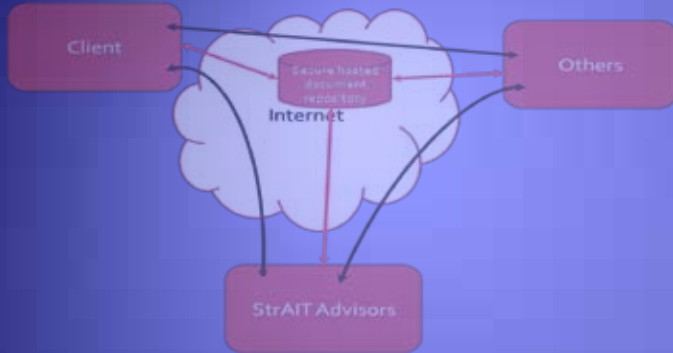 Client
Secure hosted
document
repository
Others
Internet
StrAIT Advisors